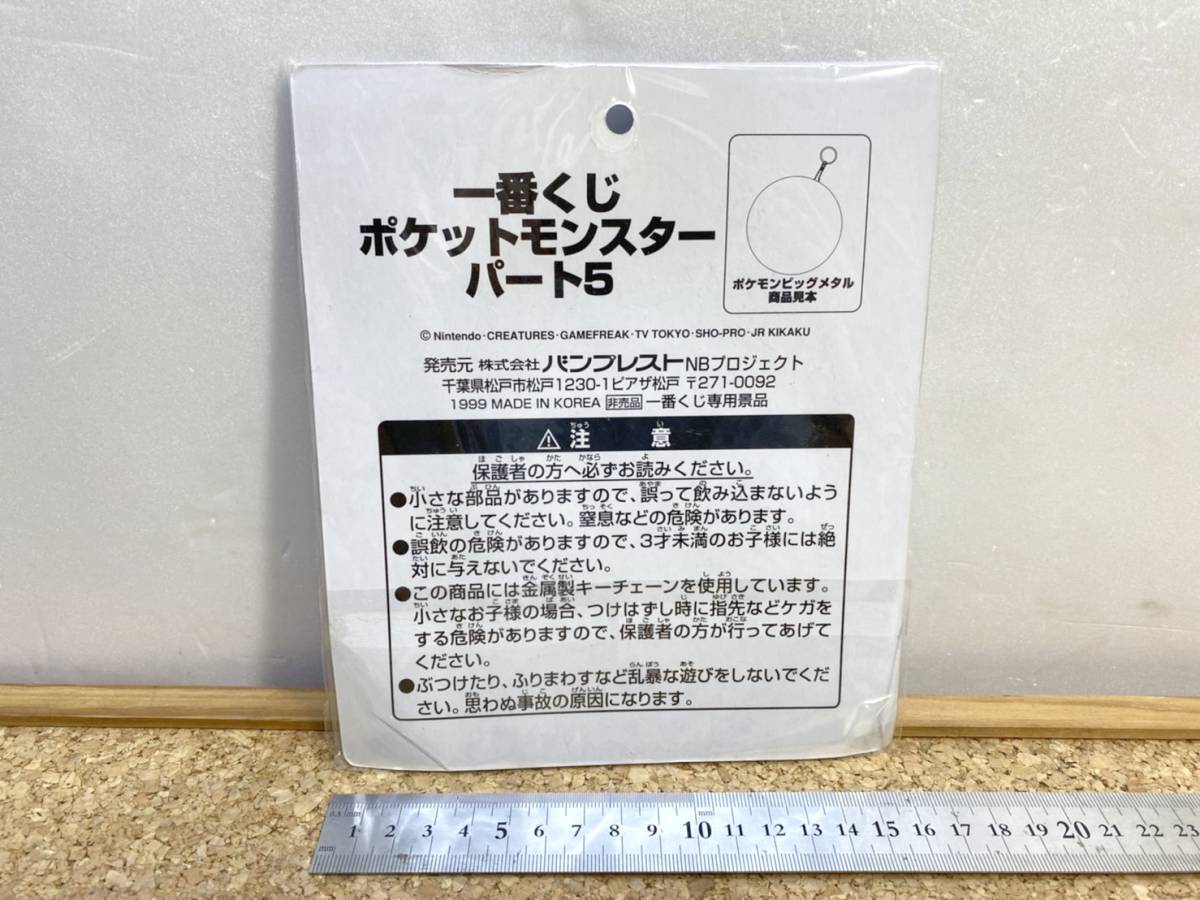 一番くじ
ポケットモンスター
パート5
ポケモンビッグメタル
商品見本
© Nintendo・CREATURES・GAMEFREAK・TV TOKYO・SHO-PRO・JR KIKAKU
発売元 株式会社 バンプレスト NBプロジェクト
千葉県松戸市松戸1230-1ピアザ松戸 〒271-0092
1999 MADE IN KOREA 非売品 一番くじ専用景品
⚠ 注意
保護者の方へ必ずお読みください。
●小さな部品がありますので、誤って飲み込まないよう
に注意してください。窒息などの危険があります。
●誤飲の危険がありますので、3才未満のお子様には絶
対に与えないでください。
●この商品には金属製キーチェーンを使用しています。
小さなお子様の場合、つけはずし時に指先などケガを
する危険がありますので、保護者の方が行ってあげて
ください。
●ぶつけたり、ふりまわすなど乱暴な遊びをしないでくだ
さい。思わぬ事故の原因になります。
1 2 3 4 5 6 7 8 9 10 11 12 13 14 15 16 17 18 19 20 21 22 23